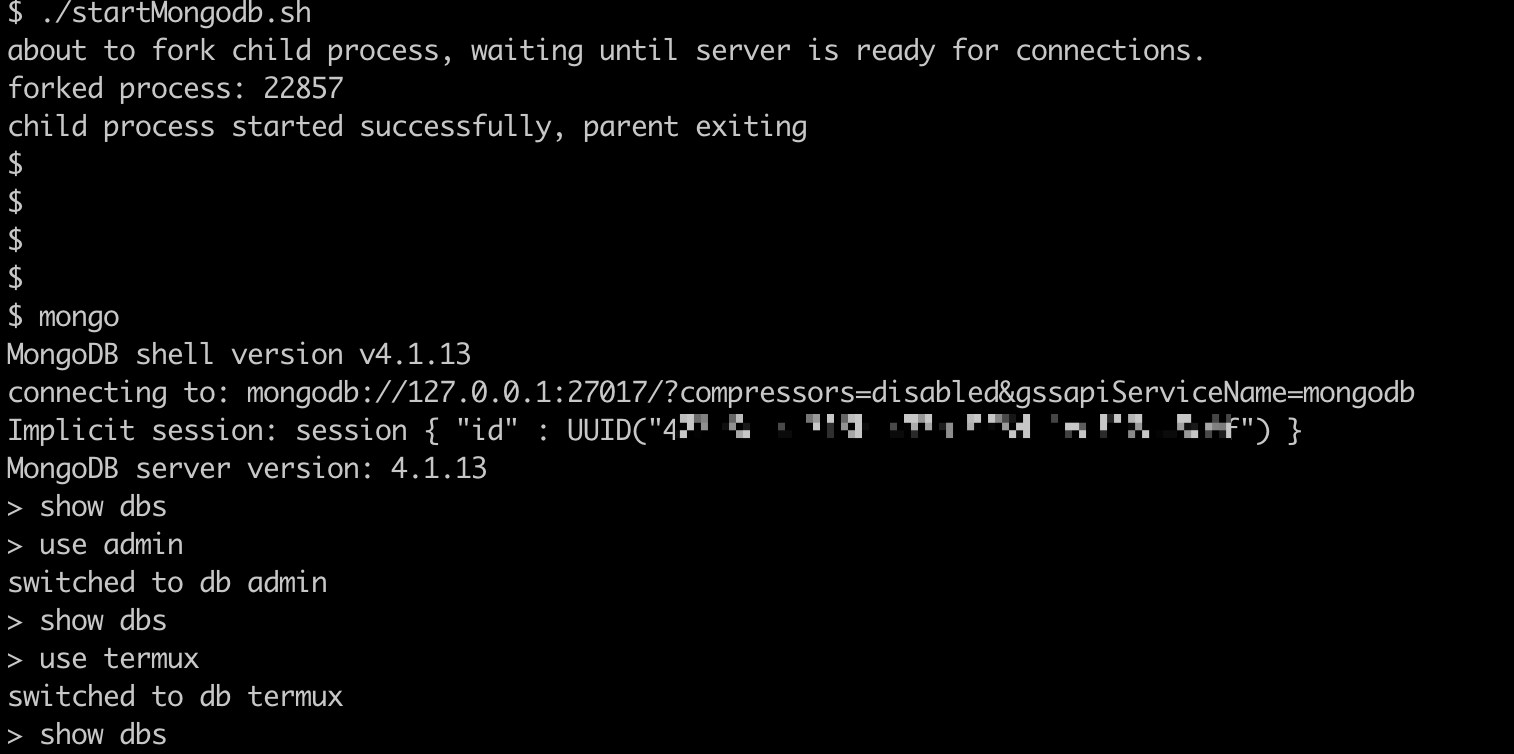 $ ./startMongodb.sh
about to fork child process, waiting until server is ready for connections.
forked process: 22857
child process started successfully, parent exiting
$
$
$
$
$ mongo
MongoDB shell version v4.1.13
connecting to: mongodb://127.0.0.1:27017/?compressors=disabled&gssapiServiceName=mongodb
Implicit session: session { "id" : UUID("4 f") }
MongoDB server version: 4.1.13
> show dbs
> use admin
switched to db admin
> show dbs
> use termux
switched to db termux
> show dbs